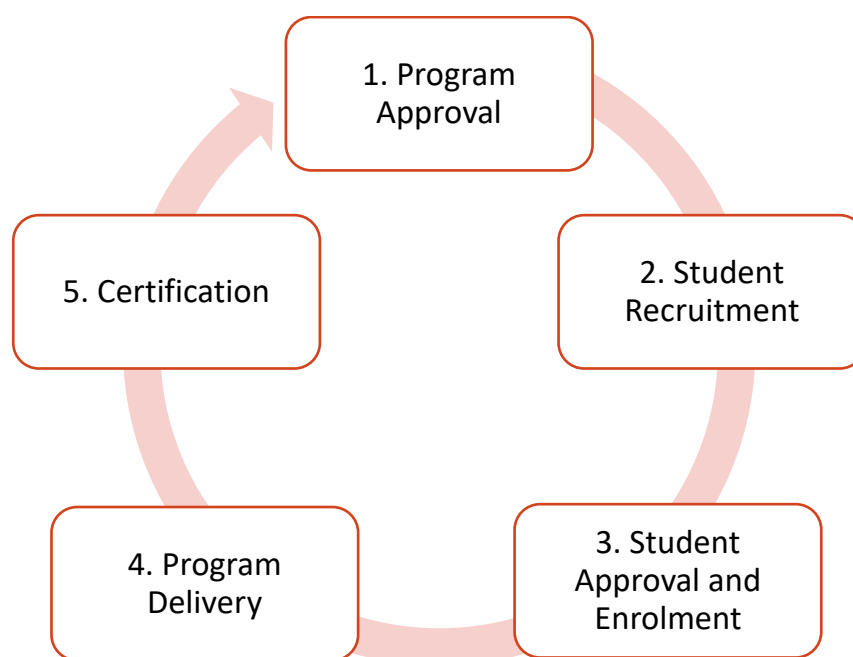 1. Program
Approval
2. Student
Recruitment
3. Student
Approval and
Enrolment
4. Program
Delivery
5. Certification